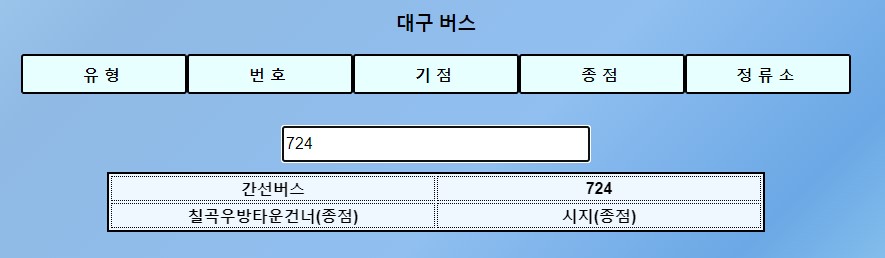 대구 버스
유 형 번 호 기 점 종 점 정 류 소
724
간선버스 724
칠곡우방타운건너(종점) 시지(종점)